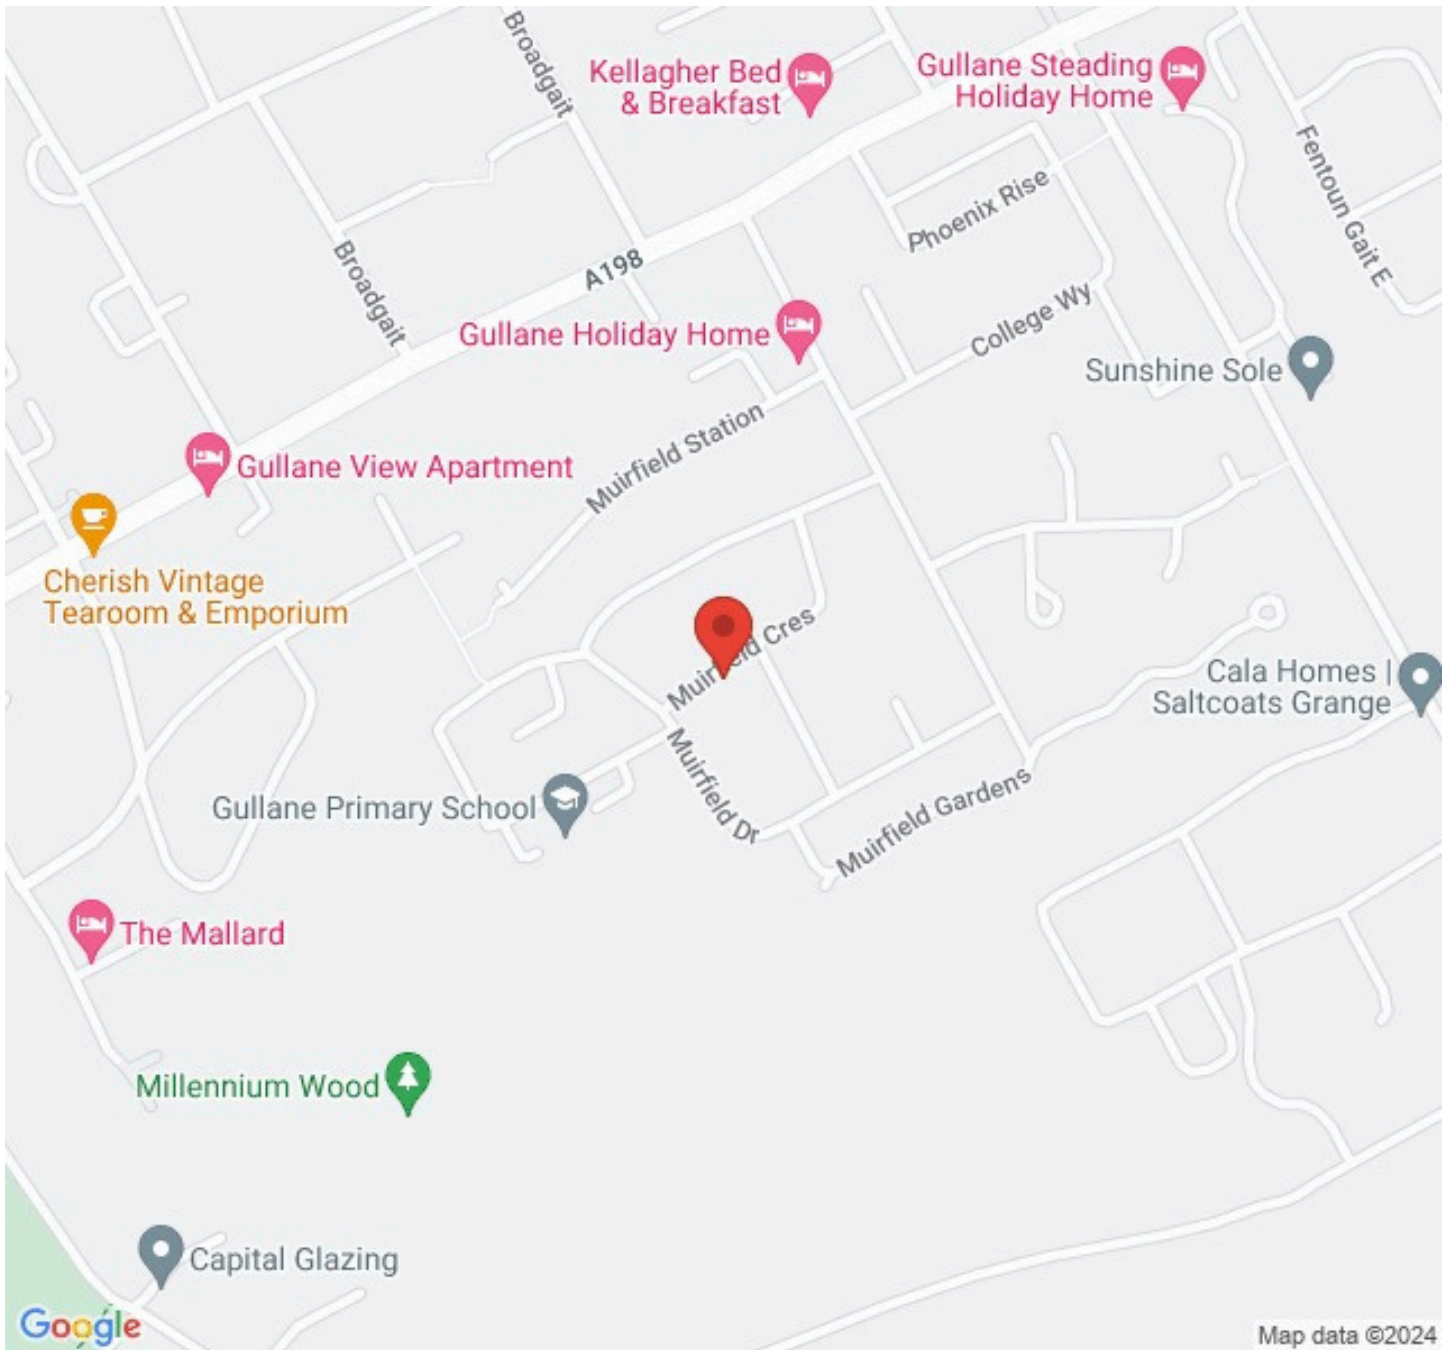 Broadgait
Kellagher Bed
& Breakfast
Gullane Steading
Holiday Home
Fentoun Gait E
Phoenix Rise
Broadgait
A198
College Wy
Gullane Holiday Home
Sunshine Sole
Muirfield Station
Gullane View Apartment
Cherish Vintage
Tearoom & Emporium
Muirfield Cres
Cala Homes |
Saltcoats Grange
Muirfield Dr
Gullane Primary School
Muirfield Gardens
The Mallard
Millennium Wood
Capital Glazing
Google
Map data ©2024